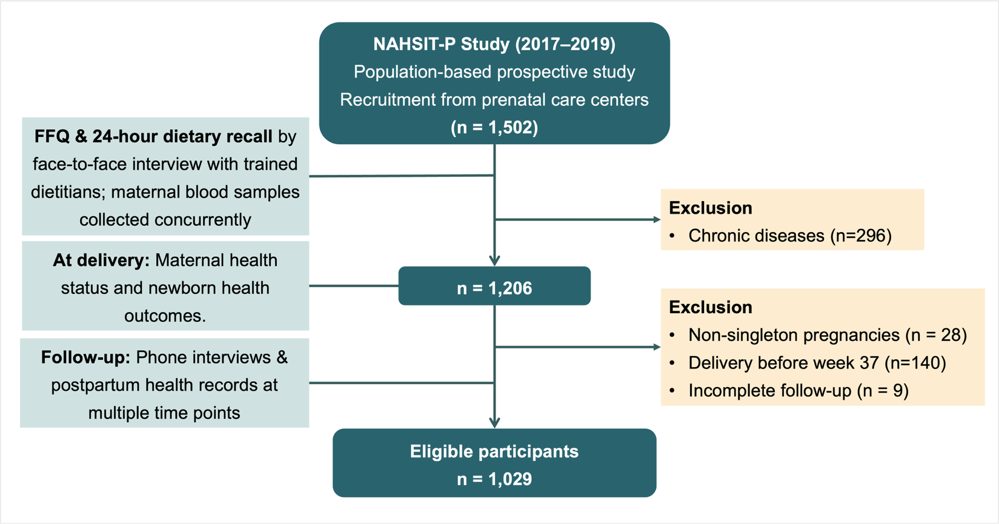 NAHSIT-P Study (2017–2019)
Population-based prospective study
Recruitment from prenatal care centers
(n = 1,502)
FFQ & 24-hour dietary recall by
face-to-face interview with trained
dietitians; maternal blood samples
collected concurrently
Exclusion
• Chronic diseases (n=296)
At delivery: Maternal health
status and newborn health
outcomes.
n = 1,206
Exclusion
• Non-singleton pregnancies (n = 28)
• Delivery before week 37 (n=140)
• Incomplete follow-up (n = 9)
Follow-up: Phone interviews &
postpartum health records at
multiple time points
Eligible participants
n = 1,029